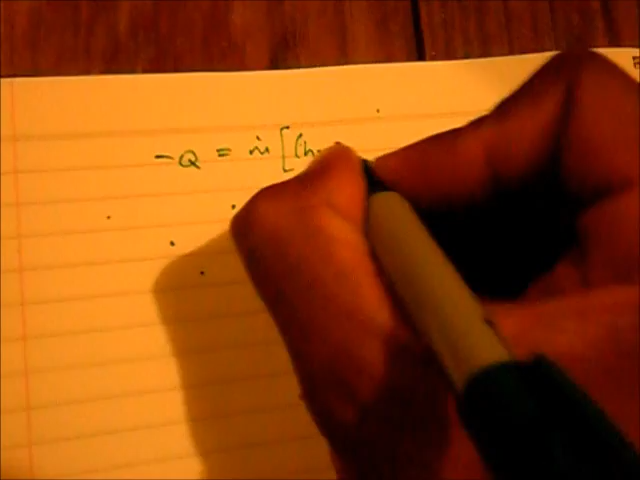 -Q = ṁ [(h